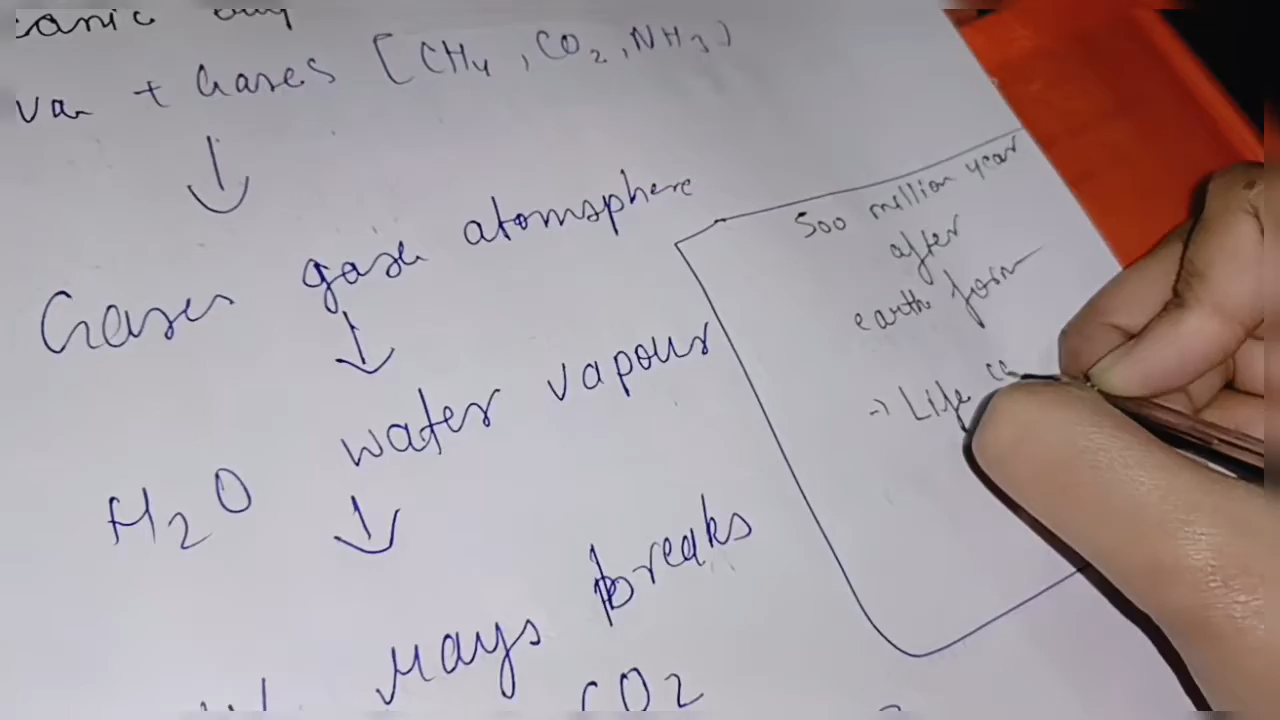 + Gases [CH4, CO2, NH3)
Gases gase atomsphere
H2O water vapour
rays breaks
CO2
500 million year
after
earth form
→ Life